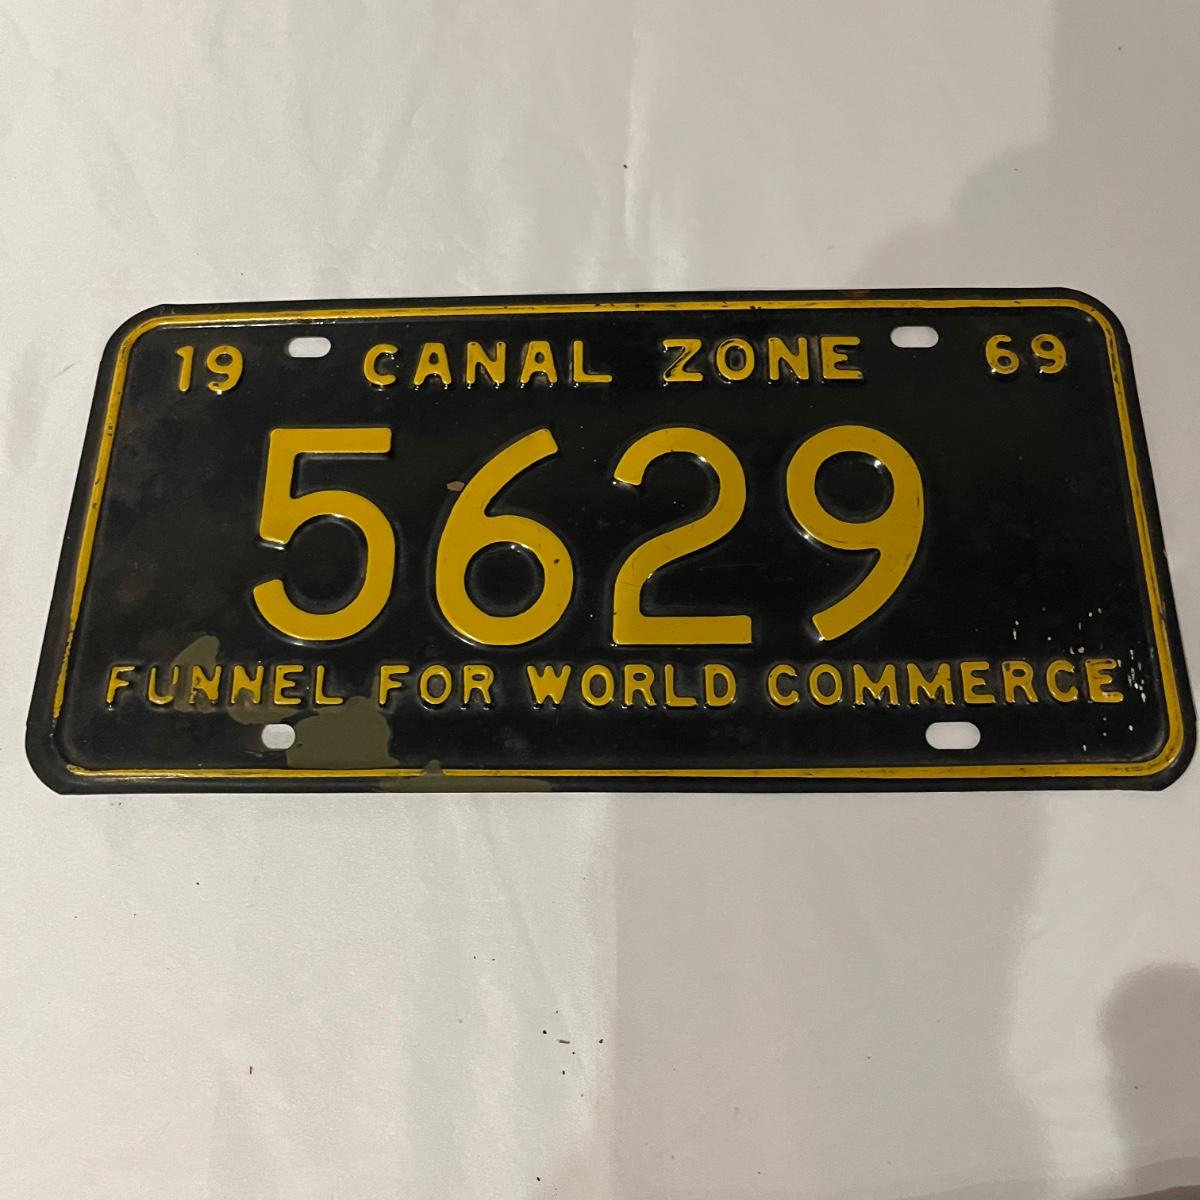 19 CANAL ZONE 69
5629
FUNNEL FOR WORLD COMMERCE